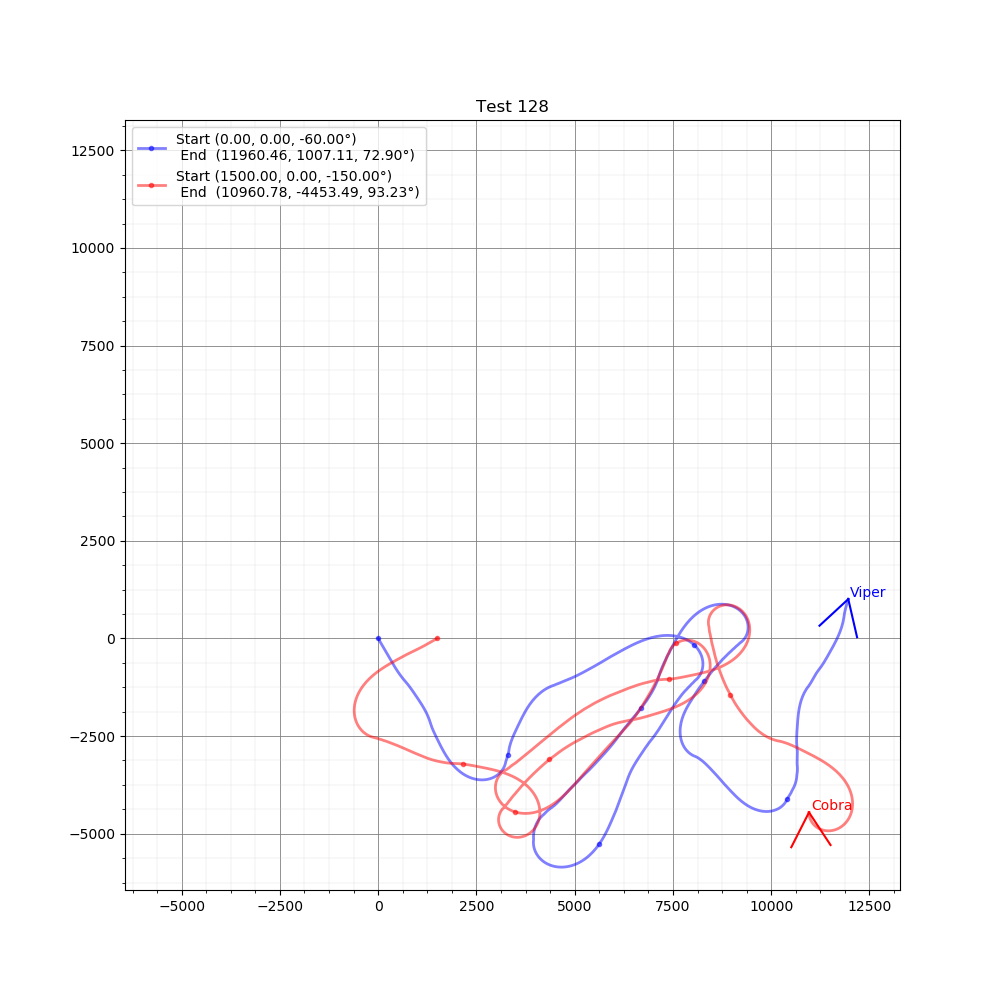 Test 128
Start (0.00, 0.00, -60.00°)
End (11960.46, 1007.11, 72.90°)
Start (1500.00, 0.00, -150.00°)
End (10960.78, -4453.49, 93.23°)
12500
10000
7500
5000
2500
0
−2500
−5000
Viper
Cobra
−5000 −2500 0 2500 5000 7500 10000 12500